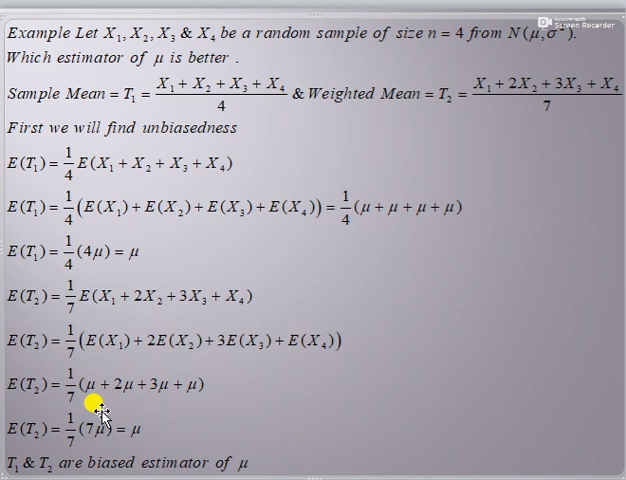 Example Let X₁, X₂, X₃ & X₄ be a random sample of size n = 4 from N(μ,σ²).
Which estimator of μ is better .
Sample Mean = T₁ = (X₁ + X₂ + X₃ + X₄)/4 & Weighted Mean = T₂ = (X₁ + 2X₂ + 3X₃ + X₄)/7
First we will find unbiasedness
E(T₁) = 1/4 E(X₁ + X₂ + X₃ + X₄)
E(T₁) = 1/4 (E(X₁) + E(X₂) + E(X₃) + E(X₄)) = 1/4 (μ + μ + μ + μ)
E(T₁) = 1/4 (4μ) = μ
E(T₂) = 1/7 E(X₁ + 2X₂ + 3X₃ + X₄)
E(T₂) = 1/7 (E(X₁) + 2E(X₂) + 3E(X₃) + E(X₄))
E(T₂) = 1/7 (μ + 2μ + 3μ + μ)
E(T₂) = 1/7 (7μ) = μ
T₁ & T₂ are biased estimator of μ
Screen Recorder